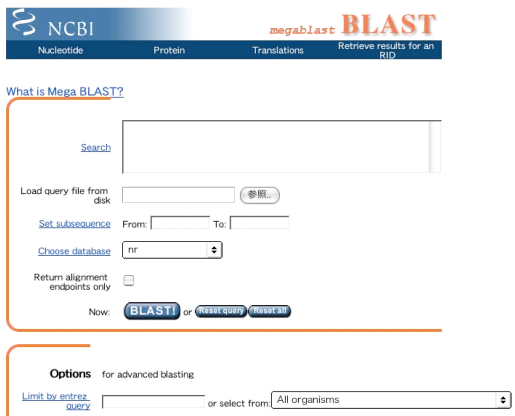 NCBI
megablast BLAST
Nucleotide Protein Translations Retrieve results for an RID
What is Mega BLAST?
Search
Load query file from disk 参照...
Set subsequence From: To:
Choose database nr
Return alignment endpoints only
Now: BLAST! or Reset query Reset all
Options for advanced blasting
Limit by entrez query or select from: All organisms